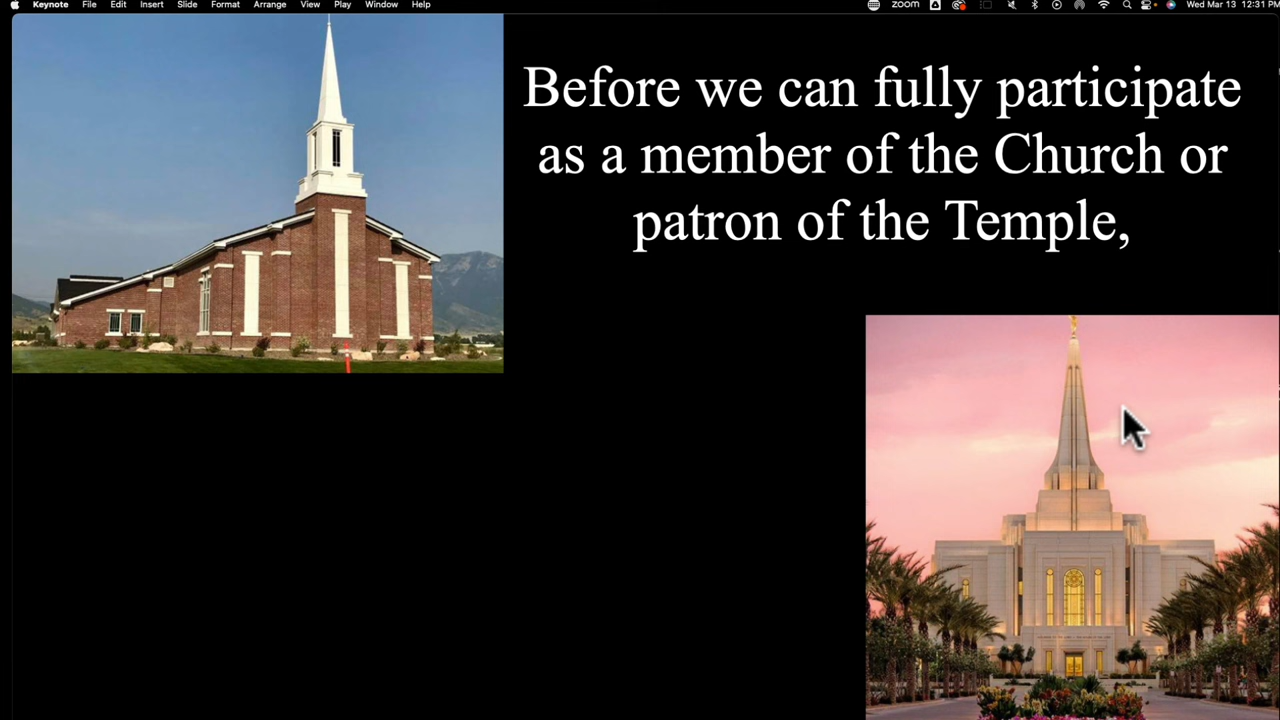 Keynote File Edit Insert Slide Format Arrange View Play Window Help zoom Wed Mar 13 12:31 PM
Before we can fully participate
as a member of the Church or
patron of the Temple,